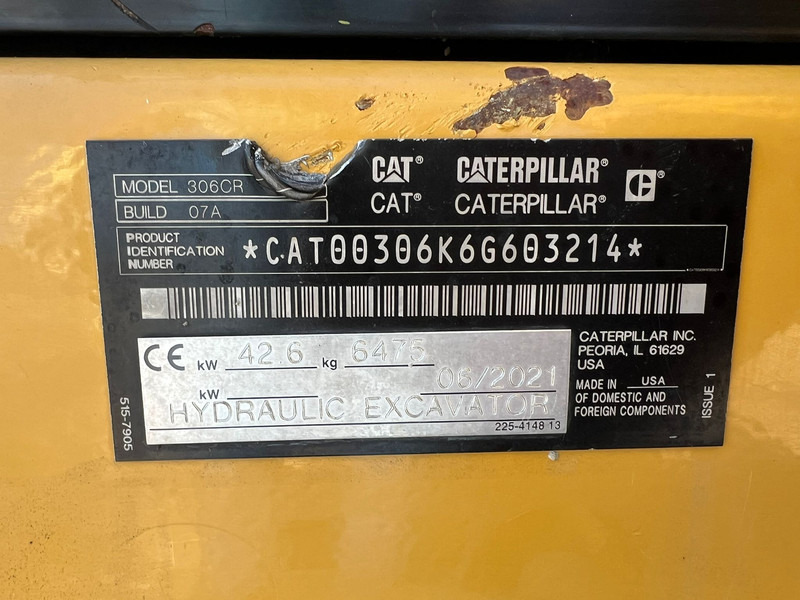 CAT® CATERPILLAR®
CAT® CATERPILLAR®
MODEL 306CR
BUILD 07A
PRODUCT
IDENTIFICATION
NUMBER
*CAT00306K6G603214*
CE kW 42.6 kg 6475
kW 06/2021
HYDRAULIC EXCAVATOR
225-4148 13
CATERPILLAR INC.
PEORIA, IL 61629
USA
MADE IN USA
OF DOMESTIC AND
FOREIGN COMPONENTS
ISSUE 1
515-7905